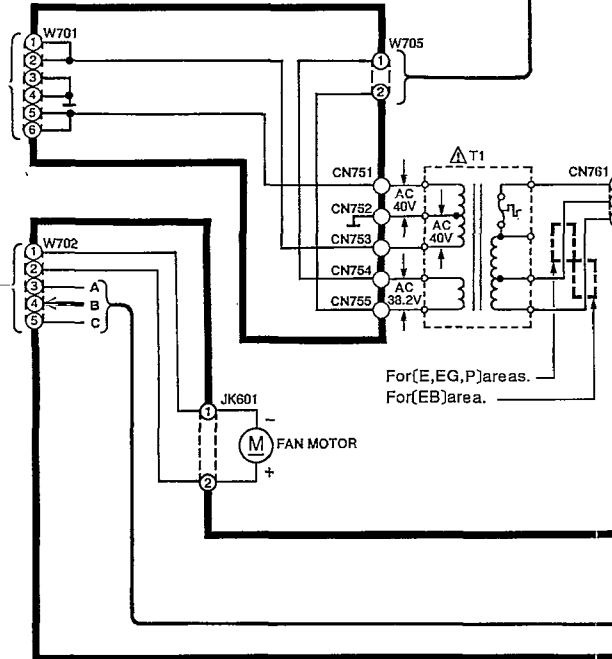 W701
1
2
3
4
5
6
W705
1
2
CN751
CN752
CN753
CN754
CN755
AC
40V
AC
40V
AC
38.2V
⚠ T1
CN761
For(E,EG,P)areas.
For(EB)area.
W702
1
2
3
4
5
A
B
C
JK601
1
2
−
M FAN MOTOR
+